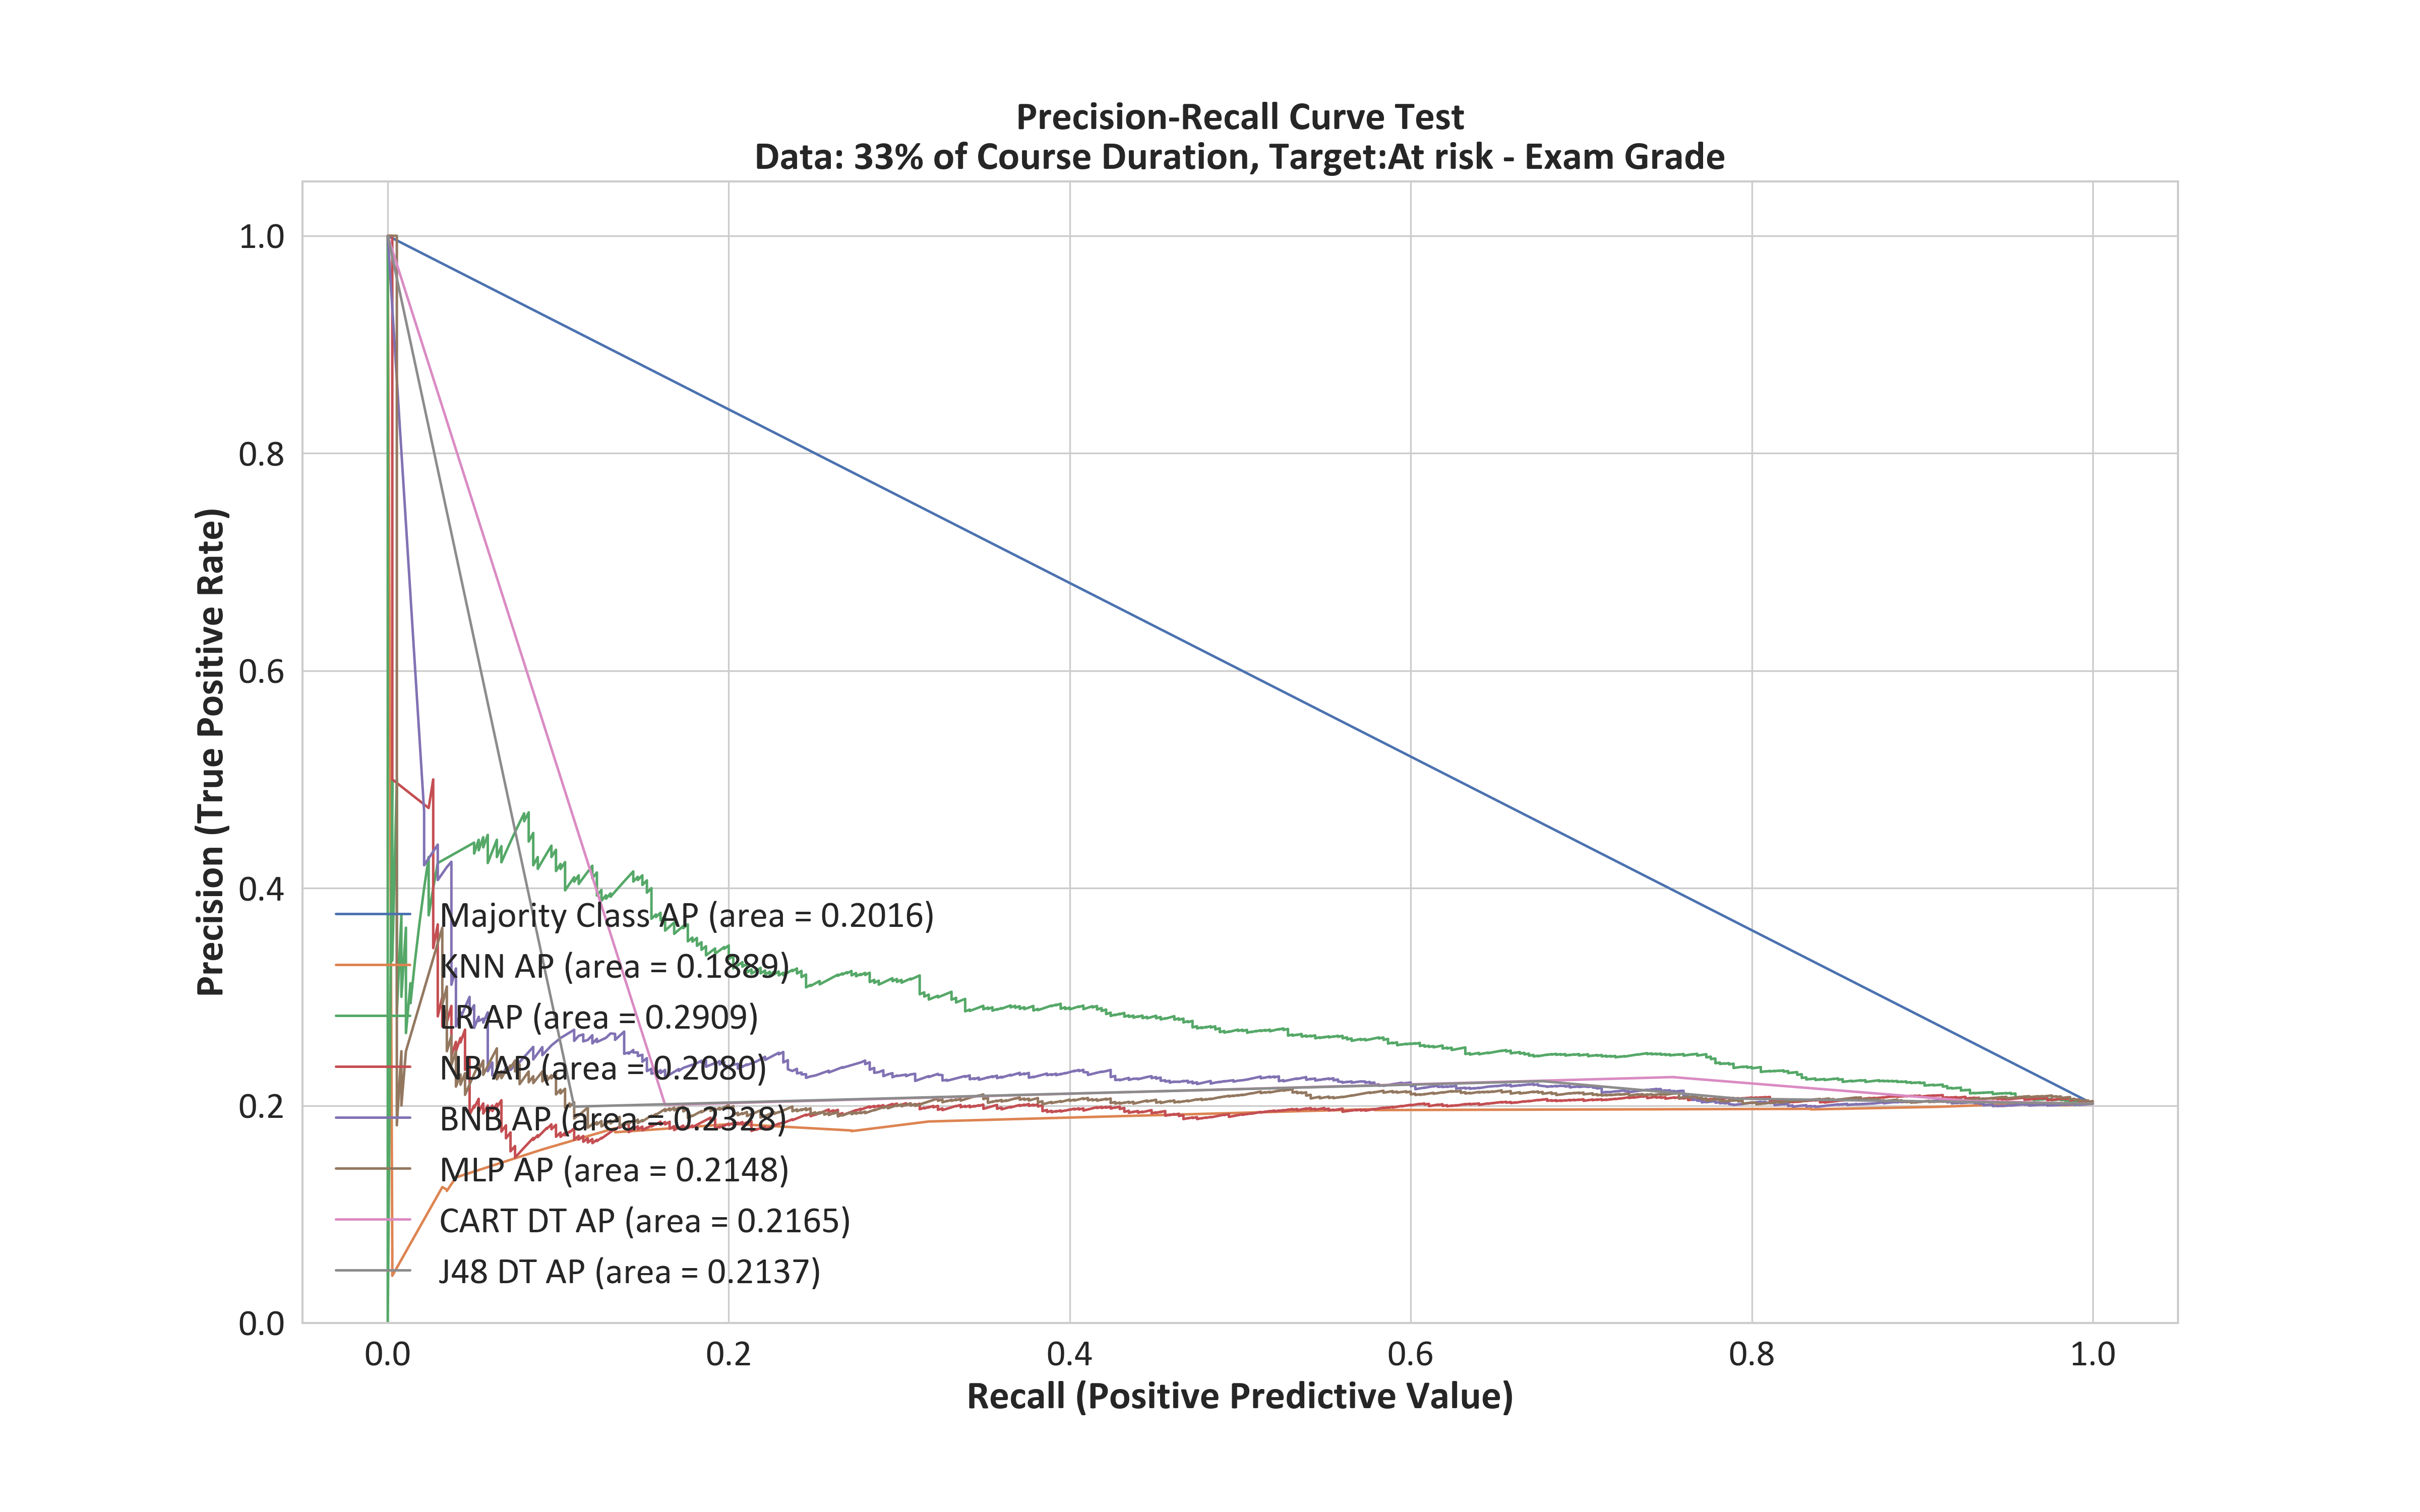 Precision-Recall Curve Test
Data: 33% of Course Duration, Target:At risk - Exam Grade
1.0
0.8
0.6
0.4
0.2
0.0
Precision (True Positive Rate)
Majority Class AP (area = 0.2016)
KNN AP (area = 0.1889)
LR AP (area = 0.2909)
NB AP (area = 0.2080)
BNB AP (area = 0.2328)
MLP AP (area = 0.2148)
CART DT AP (area = 0.2165)
J48 DT AP (area = 0.2137)
0.0
0.2
0.4
0.6
0.8
1.0
Recall (Positive Predictive Value)